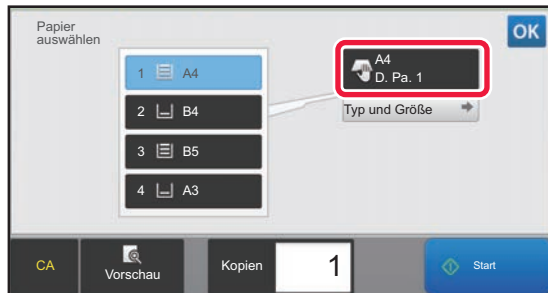 Papier
auswählen
OK
1 A4
2 B4
3 B5
4 A3
A4
D. Pa. 1
Typ und Größe
CA
Vorschau
Kopien
1
Start